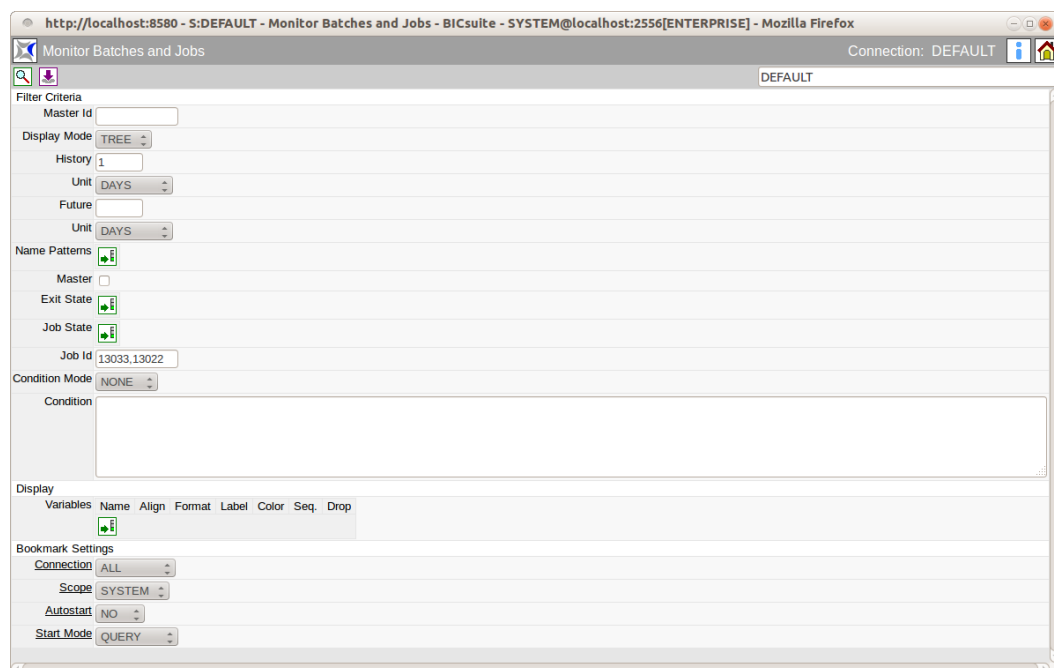 http://localhost:8580 - S:DEFAULT - Monitor Batches and Jobs - BICsuite - SYSTEM@localhost:2556[ENTERPRISE] - Mozilla Firefox
Monitor Batches and Jobs Connection: DEFAULT
DEFAULT
Filter Criteria
Master Id
Display Mode TREE
History 1
Unit DAYS
Future
Unit DAYS
Name Patterns
Master
Exit State
Job State
Job Id 13033,13022
Condition Mode NONE
Condition
Display
Variables Name Align Format Label Color Seq. Drop
Bookmark Settings
Connection ALL
Scope SYSTEM
Autostart NO
Start Mode QUERY